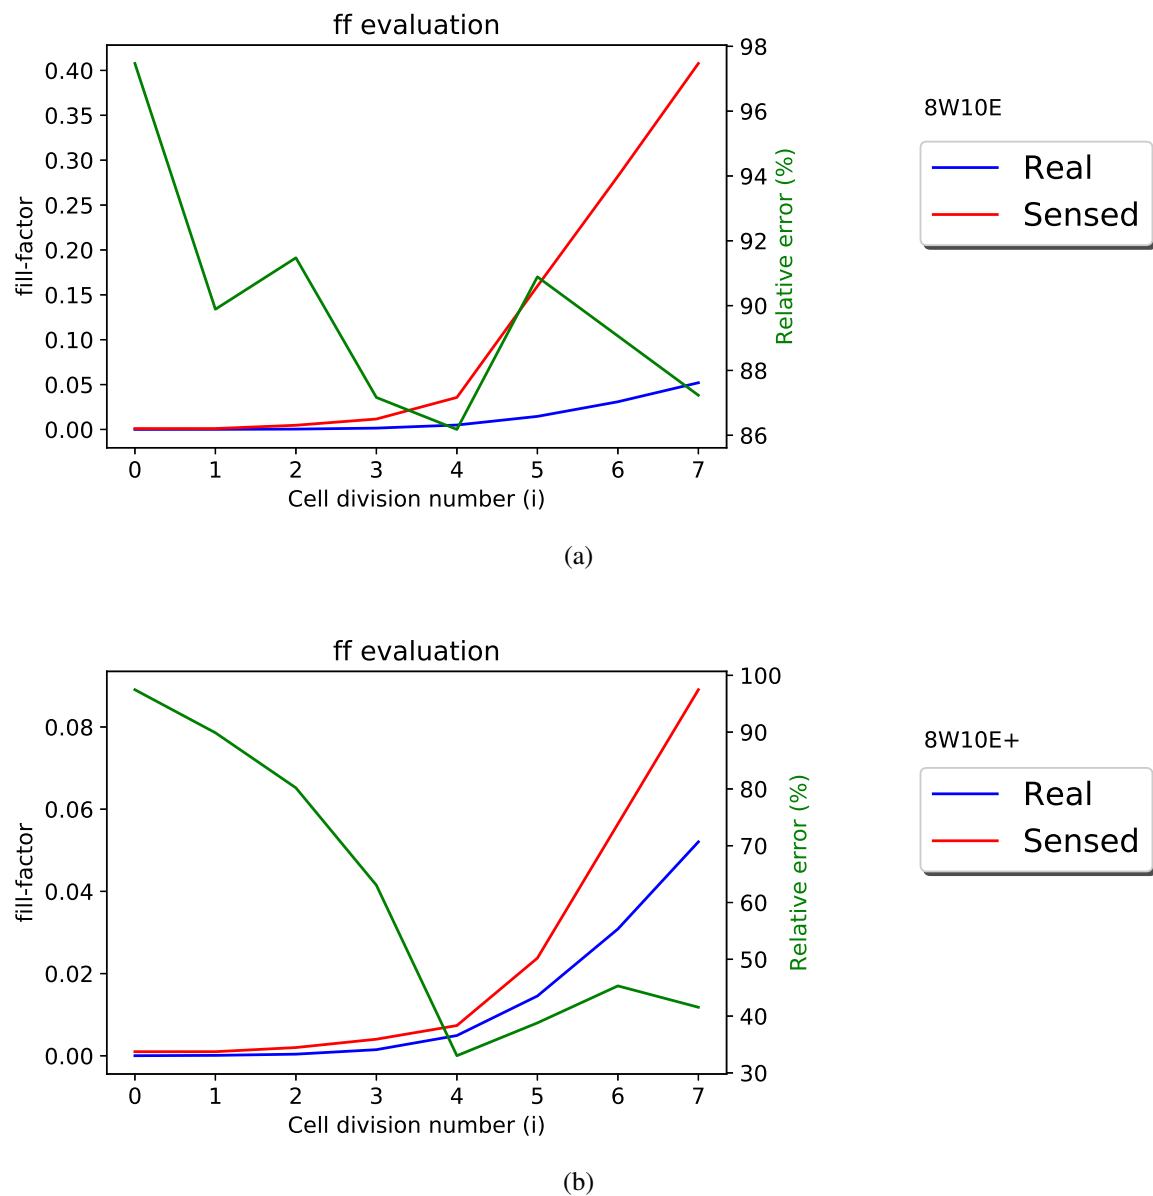 ff evaluation
0.40
0.35
0.30
0.25
0.20
0.15
0.10
0.05
0.00
fill-factor
98
96
94
92
90
88
86
Relative error (%)
0 1 2 3 4 5 6 7
Cell division number (i)
8W10E
Real
Sensed
(a)
ff evaluation
0.08
0.06
0.04
0.02
0.00
fill-factor
100
90
80
70
60
50
40
30
Relative error (%)
0 1 2 3 4 5 6 7
Cell division number (i)
8W10E+
Real
Sensed
(b)